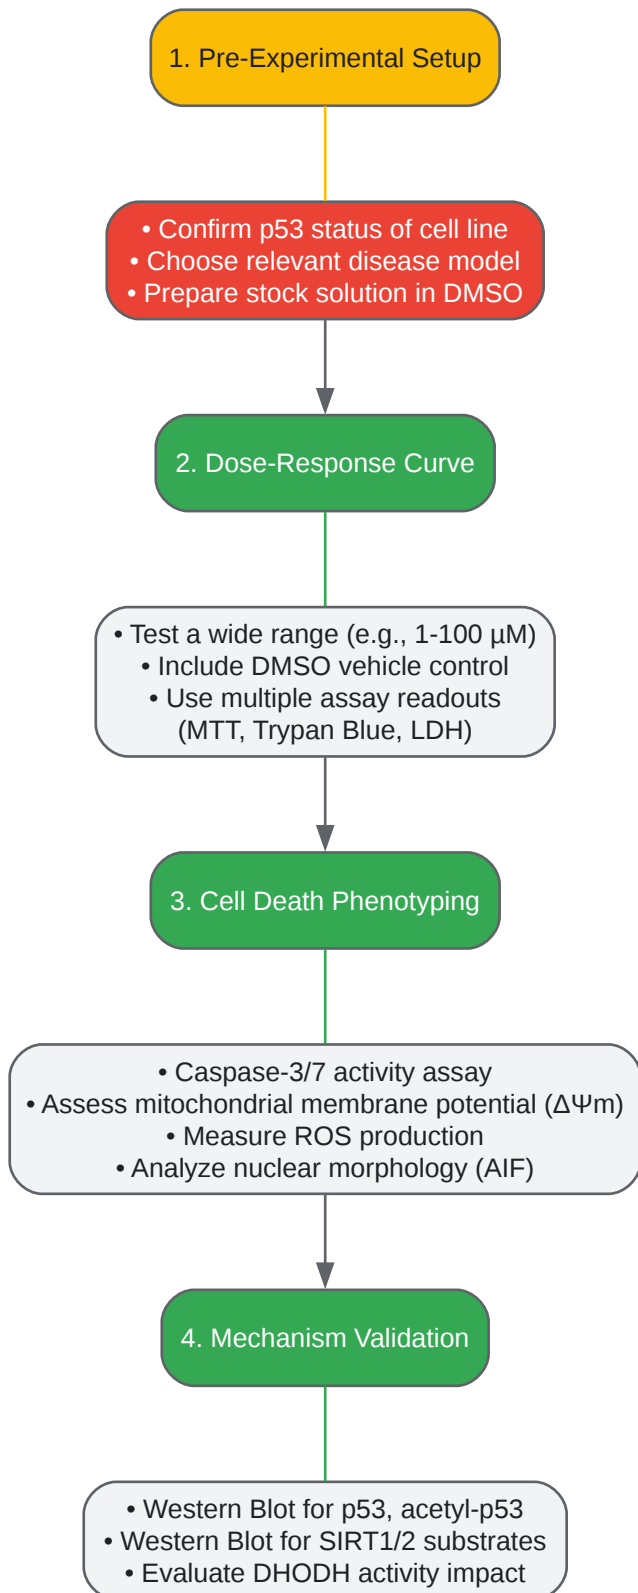 1. Pre-Experimental Setup
• Confirm p53 status of cell line
• Choose relevant disease model
• Prepare stock solution in DMSO
2. Dose-Response Curve
• Test a wide range (e.g., 1-100 µM)
• Include DMSO vehicle control
• Use multiple assay readouts
(MTT, Trypan Blue, LDH)
3. Cell Death Phenotyping
• Caspase-3/7 activity assay
• Assess mitochondrial membrane potential (ΔΨm)
• Measure ROS production
• Analyze nuclear morphology (AIF)
4. Mechanism Validation
• Western Blot for p53, acetyl-p53
• Western Blot for SIRT1/2 substrates
• Evaluate DHODH activity impact